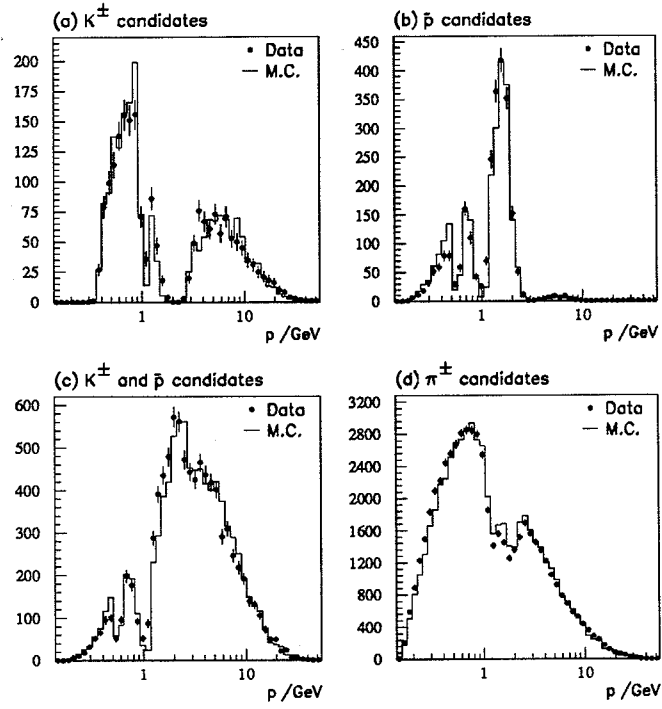 (a) K± candidates
Data
M.C.
200
175
150
125
100
75
50
25
0
1
10
p /GeV
(b) p̄ candidates
Data
M.C.
450
400
350
300
250
200
150
100
50
0
1
10
p /GeV
(c) K± and p̄ candidates
Data
M.C.
600
500
400
300
200
100
0
1
10
p /GeV
(d) π± candidates
Data
M.C.
3200
2800
2400
2000
1600
1200
800
400
0
1
10
p /GeV